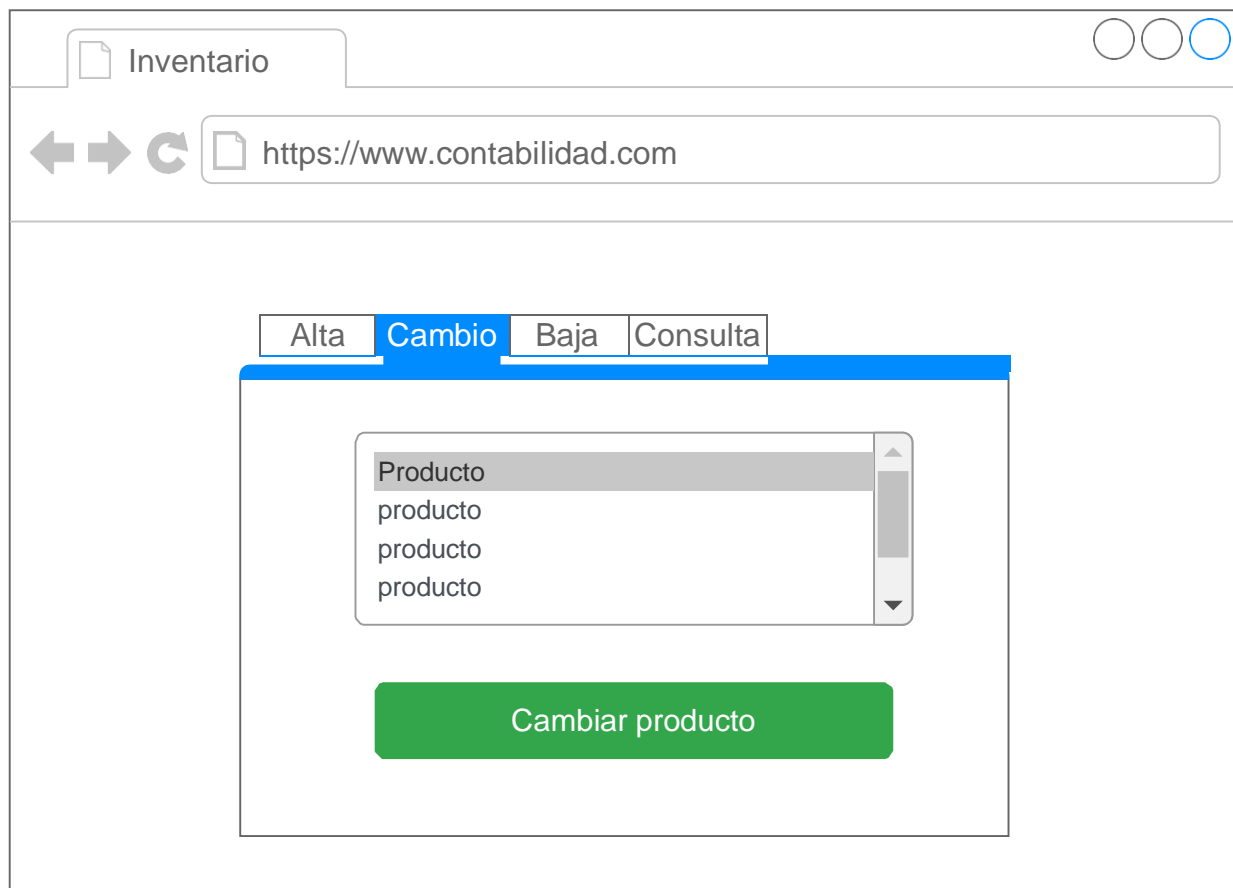 Inventario
https://www.contabilidad.com
Alta Cambio Baja Consulta
Producto
producto
producto
producto
Cambiar producto